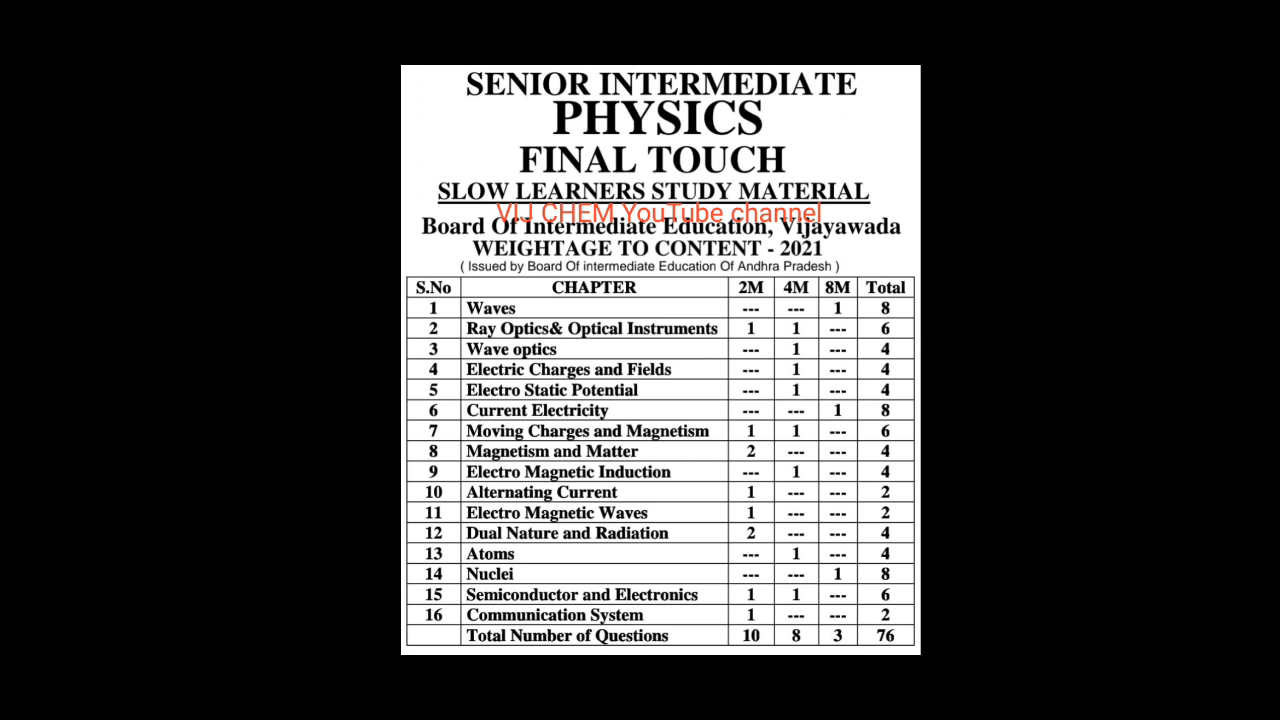 SENIOR INTERMEDIATE
PHYSICS
FINAL TOUCH
SLOW LEARNERS STUDY MATERIAL
VIJ CHEM YouTube channel
Board Of Intermediate Education, Vijayawada
WEIGHTAGE TO CONTENT - 2021
( Issued by Board Of intermediate Education Of Andhra Pradesh )
S.No CHAPTER 2M 4M 8M Total
1 Waves --- --- 1 8
2 Ray Optics& Optical Instruments 1 1 --- 6
3 Wave optics --- 1 --- 4
4 Electric Charges and Fields --- 1 --- 4
5 Electro Static Potential --- 1 --- 4
6 Current Electricity --- --- 1 8
7 Moving Charges and Magnetism 1 1 --- 6
8 Magnetism and Matter 2 --- --- 4
9 Electro Magnetic Induction --- 1 --- 4
10 Alternating Current 1 --- --- 2
11 Electro Magnetic Waves 1 --- --- 2
12 Dual Nature and Radiation 2 --- --- 4
13 Atoms --- 1 --- 4
14 Nuclei --- --- 1 8
15 Semiconductor and Electronics 1 1 --- 6
16 Communication System 1 --- --- 2
Total Number of Questions 10 8 3 76